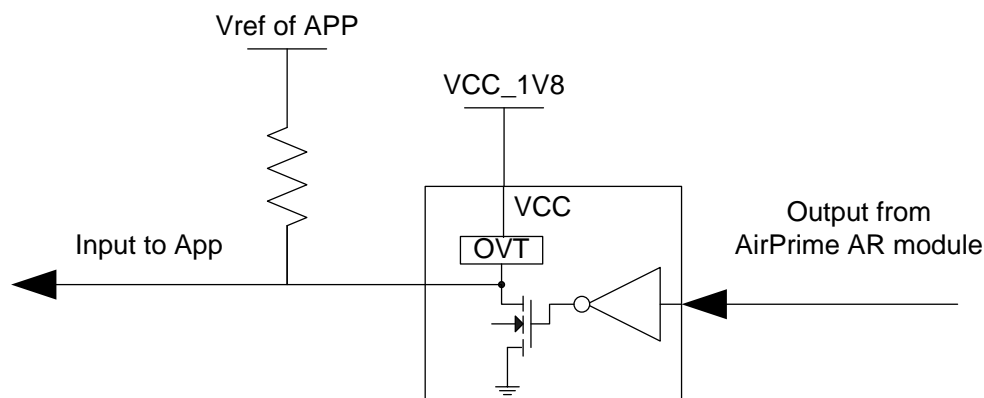 Vref of APP
VCC_1V8
VCC
OVT
Input to App
Output from
AirPrime AR module